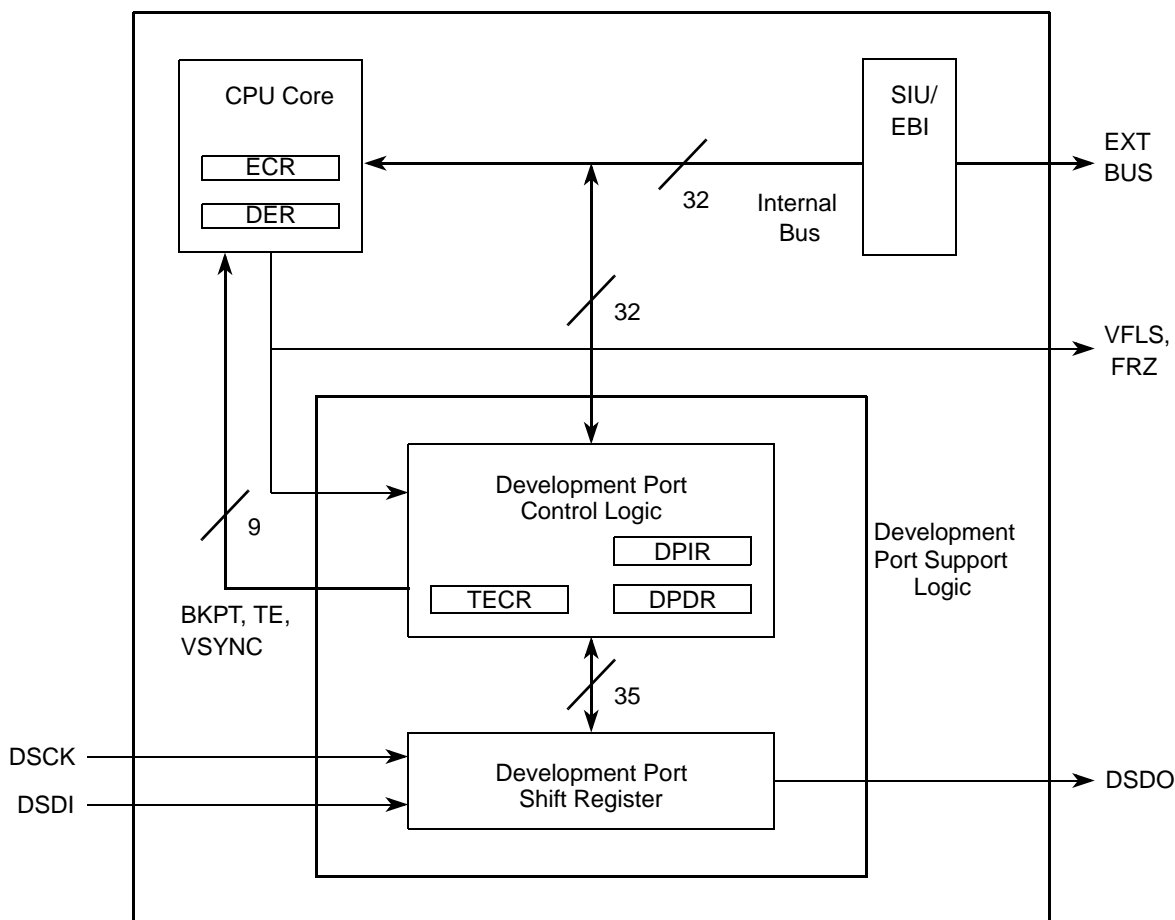 CPU Core
ECR
DER
SIU/
EBI
EXT
BUS
32
Internal
Bus
32
VFLS,
FRZ
Development Port
Control Logic
DPIR
TECR
DPDR
Development
Port Support
Logic
9
BKPT, TE,
VSYNC
35
DSCK
DSDI
Development Port
Shift Register
DSDO